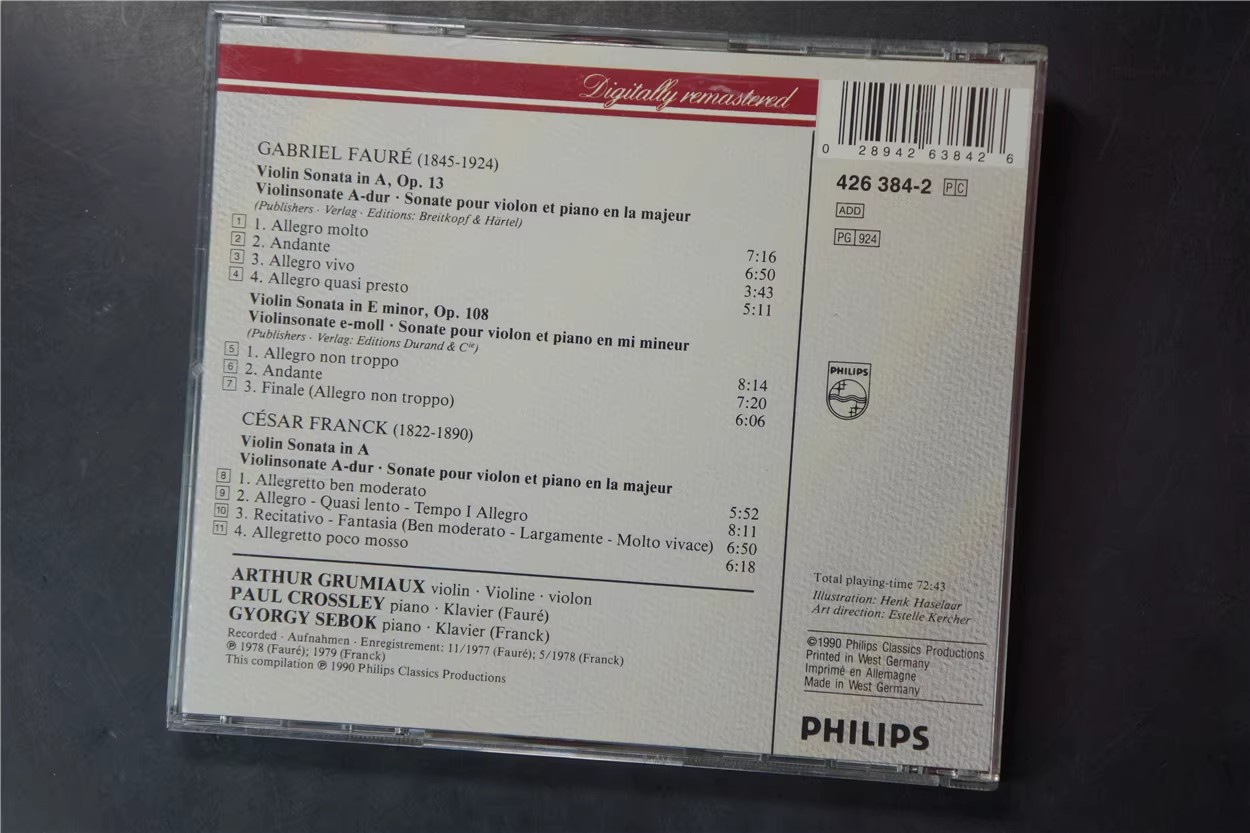 Digitally remastered
GABRIEL FAURÉ (1845-1924)
Violin Sonata in A, Op. 13
Violinsonate A-dur · Sonate pour violon et piano en la majeur
(Publishers · Verlag · Editions: Breitkopf & Härtel)
1 1. Allegro molto 7:16
2 2. Andante 6:50
3 3. Allegro vivo 3:43
4 4. Allegro quasi presto 5:11
Violin Sonata in E minor, Op. 108
Violinsonate e-moll · Sonate pour violon et piano en mi mineur
(Publishers · Verlag: Editions Durand & Cie)
5 1. Allegro non troppo 8:14
6 2. Andante 7:20
7 3. Finale (Allegro non troppo) 6:06
CÉSAR FRANCK (1822-1890)
Violin Sonata in A
Violinsonate A-dur · Sonate pour violon et piano en la majeur
8 1. Allegretto ben moderato 5:52
9 2. Allegro - Quasi lento - Tempo I Allegro 8:11
10 3. Recitativo - Fantasia (Ben moderato - Largamente - Molto vivace) 6:50
11 4. Allegretto poco mosso 6:18
ARTHUR GRUMIAUX violin · Violine · violon
PAUL CROSSLEY piano · Klavier (Fauré)
GYORGY SEBOK piano · Klavier (Franck)
Recorded · Aufnahmen · Enregistrement: 11/1977 (Fauré); 5/1978 (Franck)
℗ 1978 (Fauré); 1979 (Franck)
This compilation ℗ 1990 Philips Classics Productions
0 28942 63842 6
426 384-2 PC
ADD
PG 924
PHILIPS
Total playing-time 72:43
Illustration: Henk Haselaar
Art direction: Estelle Kercher
©1990 Philips Classics Productions
Printed in West Germany
Imprimé en Allemagne
Made in West Germany
PHILIPS